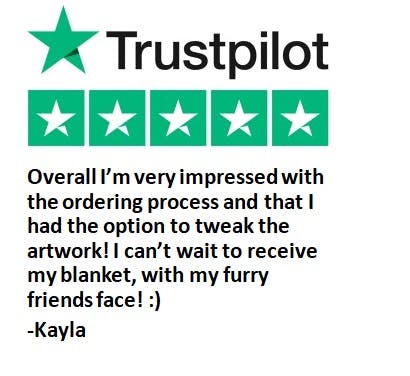 Trustpilot
Overall I'm very impressed with
the ordering process and that I
had the option to tweak the
artwork! I can't wait to receive
my blanket, with my furry
friends face! :)
-Kayla